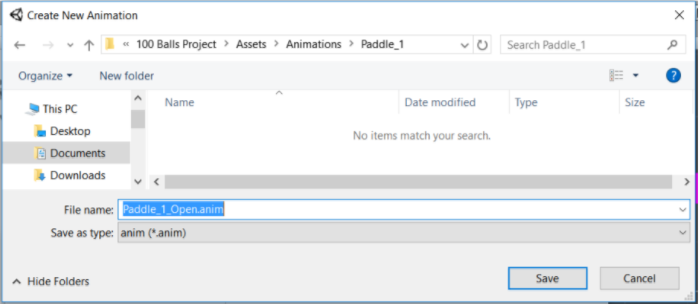 Create New Animation
« 100 Balls Project > Assets > Animations > Paddle_1
Search Paddle_1
Organize
New folder
?
This PC
Desktop
Documents
Downloads
Name
Date modified
Type
Size
No items match your search.
File name:
Paddle_1_Open.anim
Save as type:
anim (*.anim)
Hide Folders
Save
Cancel